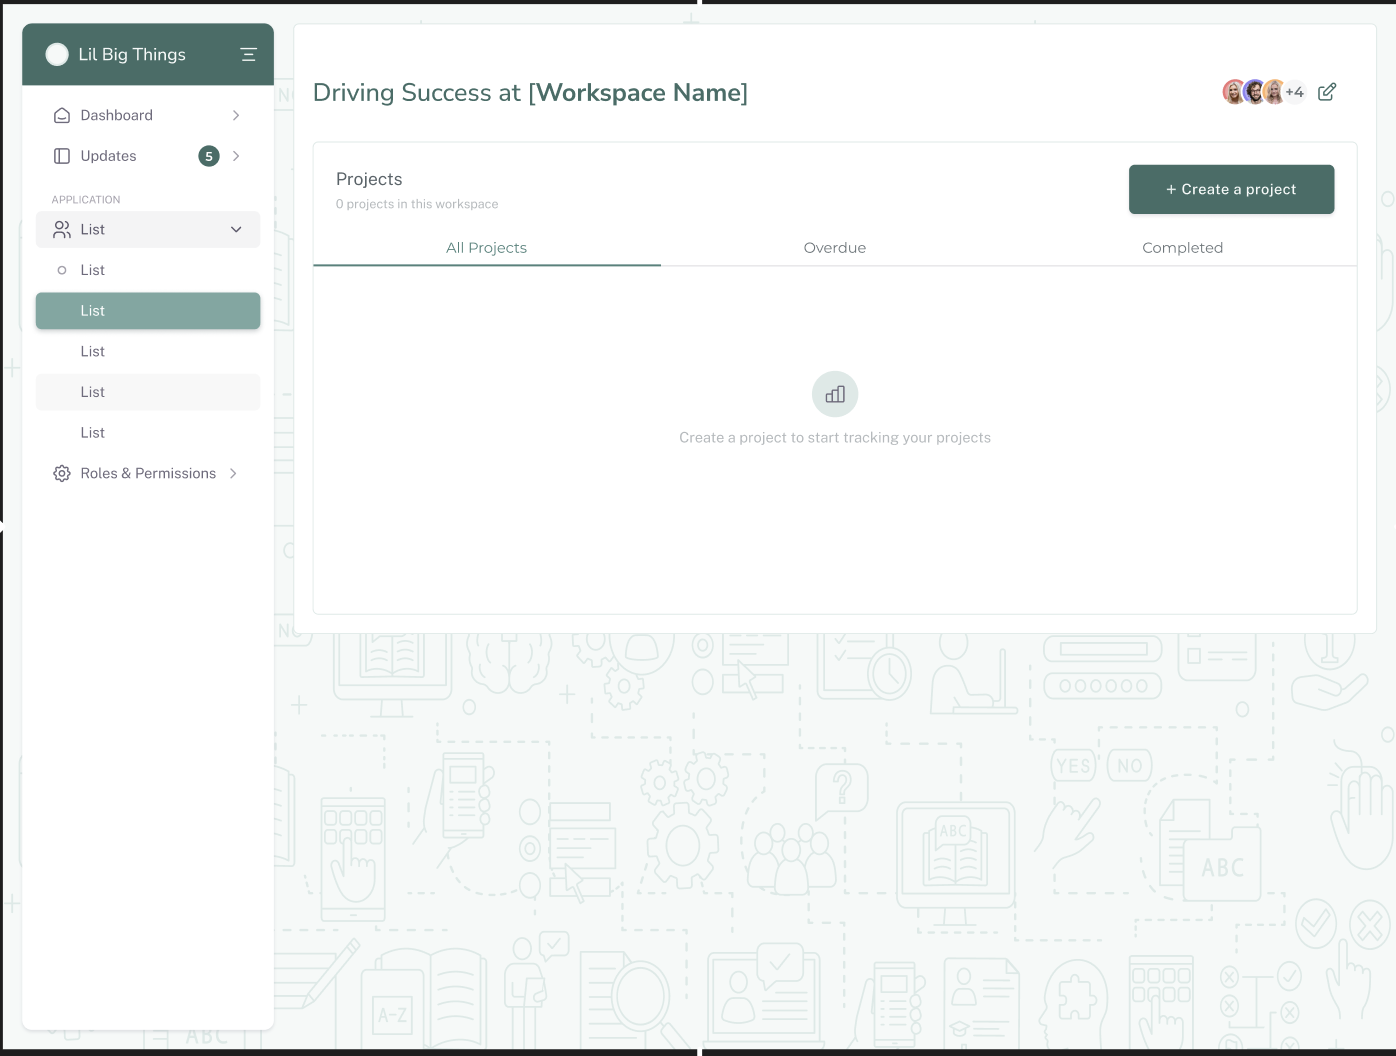 Lil Big Things
Dashboard
Updates 5
APPLICATION
List
List
List
List
List
List
Roles & Permissions
Driving Success at [Workspace Name]
+4
Projects
0 projects in this workspace
+ Create a project
All Projects Overdue Completed
Create a project to start tracking your projects
NO
NO
YES NO
?
ABC
ABC
A-Z
ABC